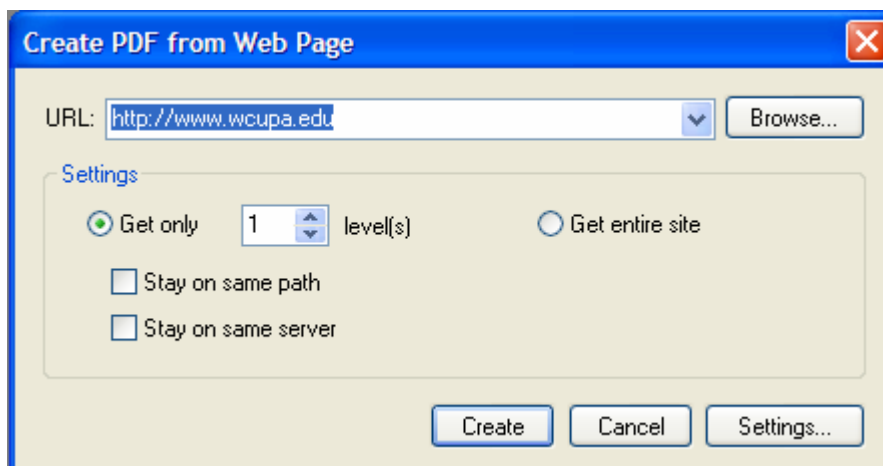 Create PDF from Web Page
URL: http://www.wcupa.edu Browse...
Settings
Get only 1 level(s) Get entire site
Stay on same path
Stay on same server
Create Cancel Settings...